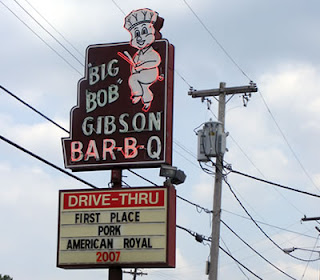 "BIG
BOB"
GIBSON
BAR-B-Q
DRIVE-THRU
FIRST PLACE
PORK
AMERICAN ROYAL
2007